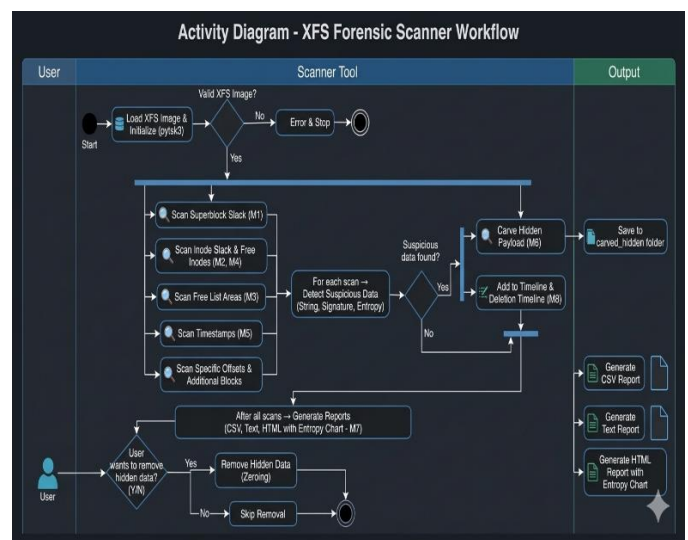 Activity Diagram - XFS Forensic Scanner Workflow
User
Scanner Tool
Output
Valid XFS Image?
Start
Load XFS Image &
Initialize (pytsk3)
No
Error & Stop
Yes
Scan Superblock Slack (M1)
Scan Inode Slack & Free
Inodes (M2, M4)
Scan Free List Areas (M3)
Scan Timestamps (M5)
Scan Specific Offsets &
Additional Blocks
For each scan →
Detect Suspicious Data
(String, Signature, Entropy)
Suspicious
data found?
Yes
No
Carve Hidden
Payload (M6)
Add to Timeline &
Deletion Timeline (M8)
Save to
carved_hidden folder
Generate
CSV Report
Generate
Text Report
Generate HTML
Report with
Entropy Chart
After all scans → Generate Reports
(CSV, Text, HTML with Entropy Chart - M7)
User
User
wants to remove
hidden data?
(Y/N)
Yes
Remove Hidden Data
(Zeroing)
No
Skip Removal